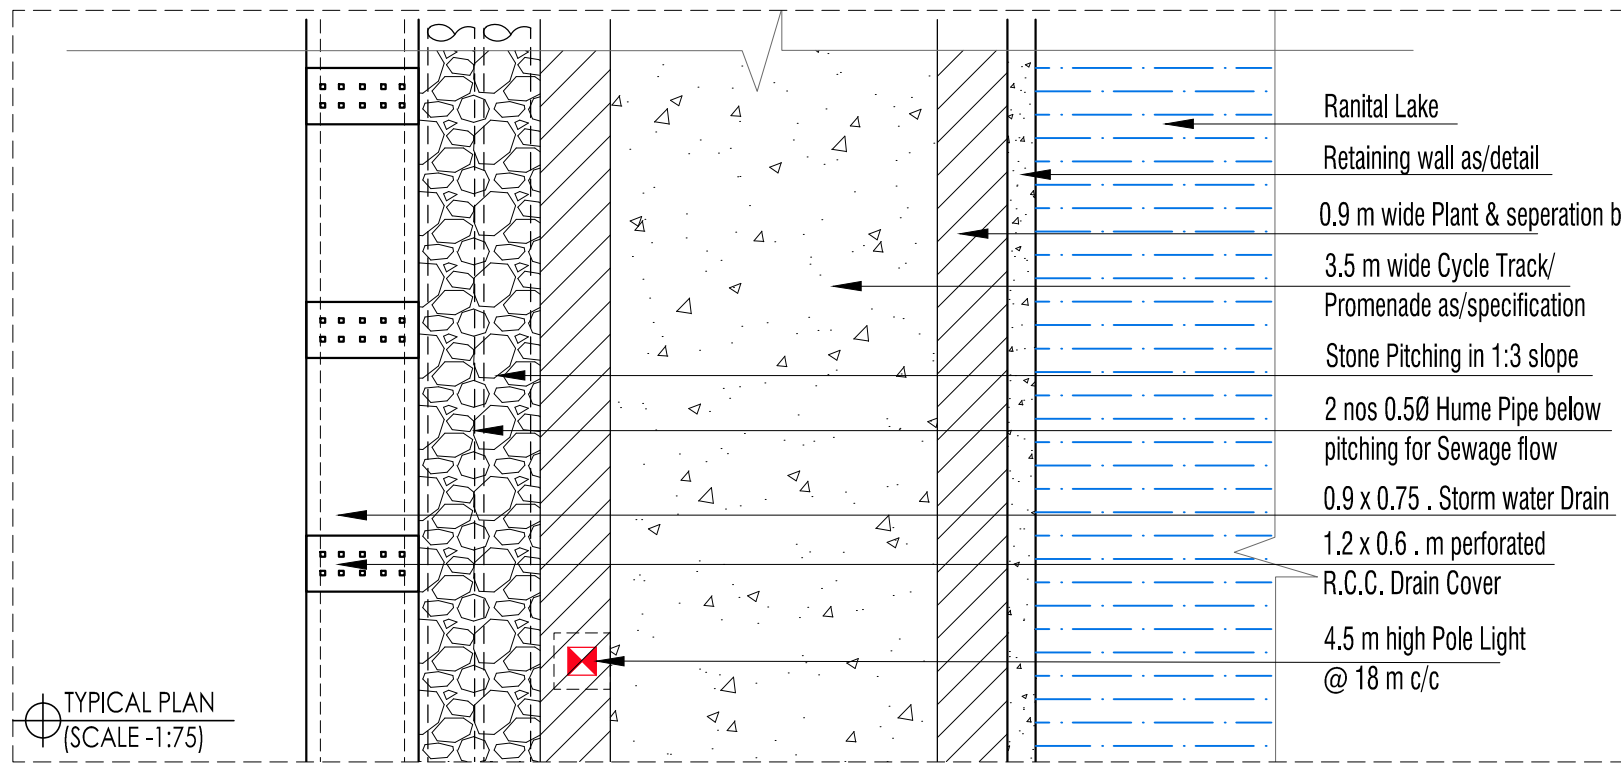 Ranital Lake
Retaining wall as/detail
0.9 m wide Plant & seperation b
3.5 m wide Cycle Track/
Promenade as/specification
Stone Pitching in 1:3 slope
2 nos 0.5Ø Hume Pipe below
pitching for Sewage flow
0.9 x 0.75 . Storm water Drain
1.2 x 0.6 . m perforated
R.C.C. Drain Cover
4.5 m high Pole Light
@ 18 m c/c
TYPICAL PLAN
(SCALE -1:75)